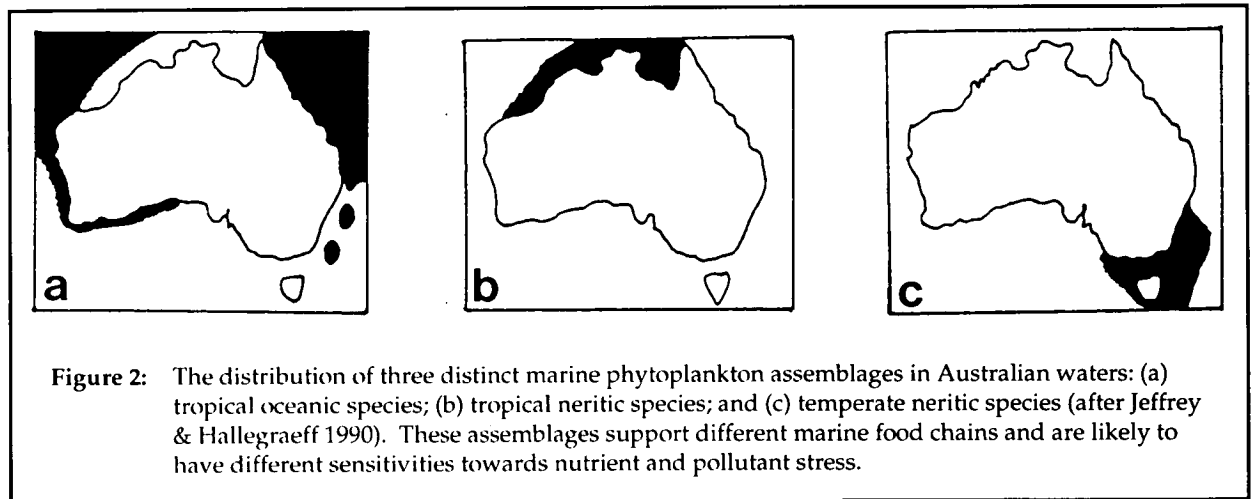 a
b
c
Figure 2: The distribution of three distinct marine phytoplankton assemblages in Australian waters: (a)
tropical oceanic species; (b) tropical neritic species; and (c) temperate neritic species (after Jeffrey
& Hallegraeff 1990). These assemblages support different marine food chains and are likely to
have different sensitivities towards nutrient and pollutant stress.